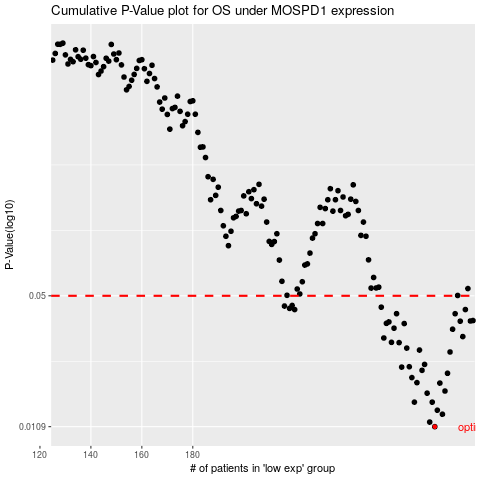 Cumulative P-Value plot for OS under MOSPD1 expression
P-Value(log10)
0.05
0.0109
opti
120 140 160 180
# of patients in 'low exp' group